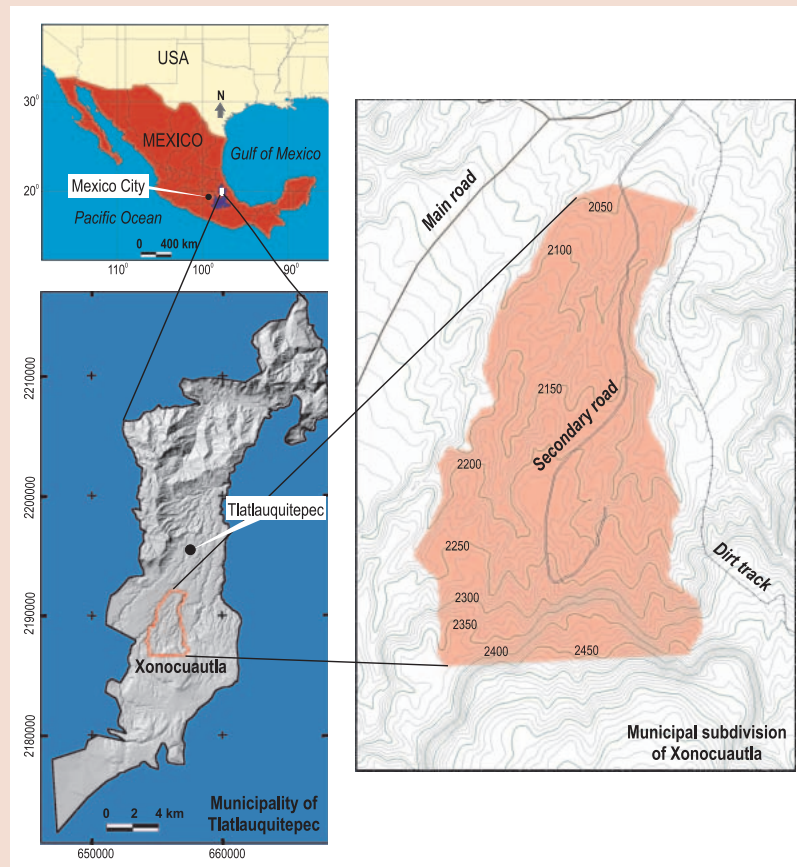 USA
N
30°
MEXICO
Gulf of Mexico
20°
Mexico City
Pacific Ocean
0 400 km
110° 100° 90°
2210000
2200000
Tlatlauquitepec
2190000
Xonocuautla
2180000
Municipality of
Tlatlauquitepec
0 2 4 km
650000 660000
Main road
2050
2100
2150
Secondary road
2200
2250
Dirt track
2300
2350
2400 2450
Municipal subdivision
of Xonocuautla